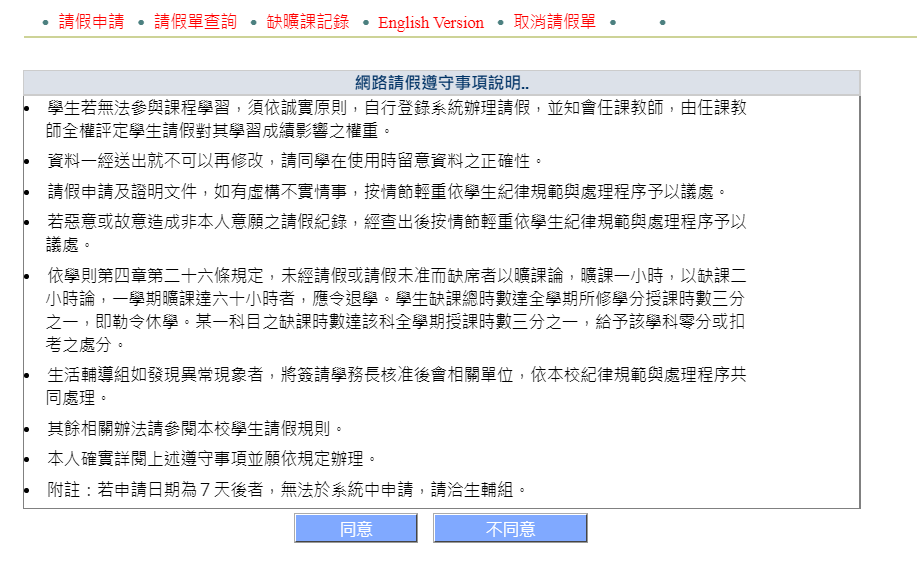 • 請假申請 • 請假單查詢 • 缺曠課記錄 • English Version • 取消請假單 • •
網路請假遵守事項說明..
• 學生若無法參與課程學習，須依誠實原則，自行登錄系統辦理請假，並知會任課教師，由任課教
師全權評定學生請假對其學習成績影響之權重。
• 資料一經送出就不可以再修改，請同學在使用時留意資料之正確性。
• 請假申請及證明文件，如有虛構不實情事，按情節輕重依學生紀律規範與處理程序予以議處。
• 若惡意或故意造成非本人意願之請假紀錄，經查出後按情節輕重依學生紀律規範與處理程序予以
議處。
• 依學則第四章第二十六條規定，未經請假或請假未准而缺席者以曠課論，曠課一小時，以缺課二
小時論，一學期曠課達六十小時者，應令退學。學生缺課總時數達全學期所修學分授課時數三分
之一，即勒令休學。某一科目之缺課時數達該科全學期授課時數三分之一，給予該學科零分或扣
考之處分。
• 生活輔導組如發現異常現象者，將簽請學務長核准後會相關單位，依本校紀律規範與處理程序共
同處理。
• 其餘相關辦法請參閱本校學生請假規則。
• 本人確實詳閱上述遵守事項並願依規定辦理。
• 附註：若申請日期為７天後者，無法於系統中申請，請洽生輔組。
同意 不同意